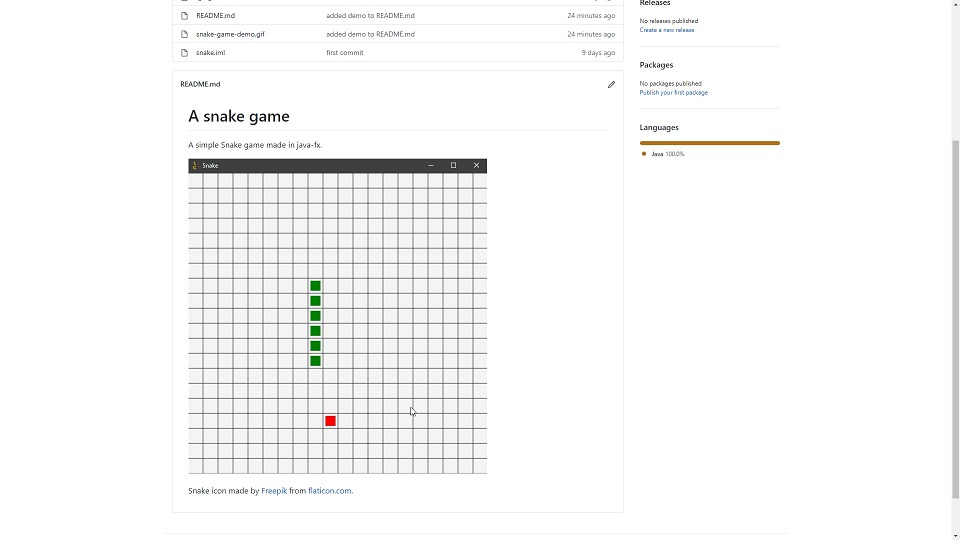 README.md added demo to README.md 24 minutes ago
snake-game-demo.gif added demo to README.md 24 minutes ago
snake.iml first commit 9 days ago
README.md
A snake game
A simple Snake game made in java-fx.
Snake
Snake icon made by Freepik from flaticon.com.
Releases
No releases published
Create a new release
Packages
No packages published
Publish your first package
Languages
Java 100.0%